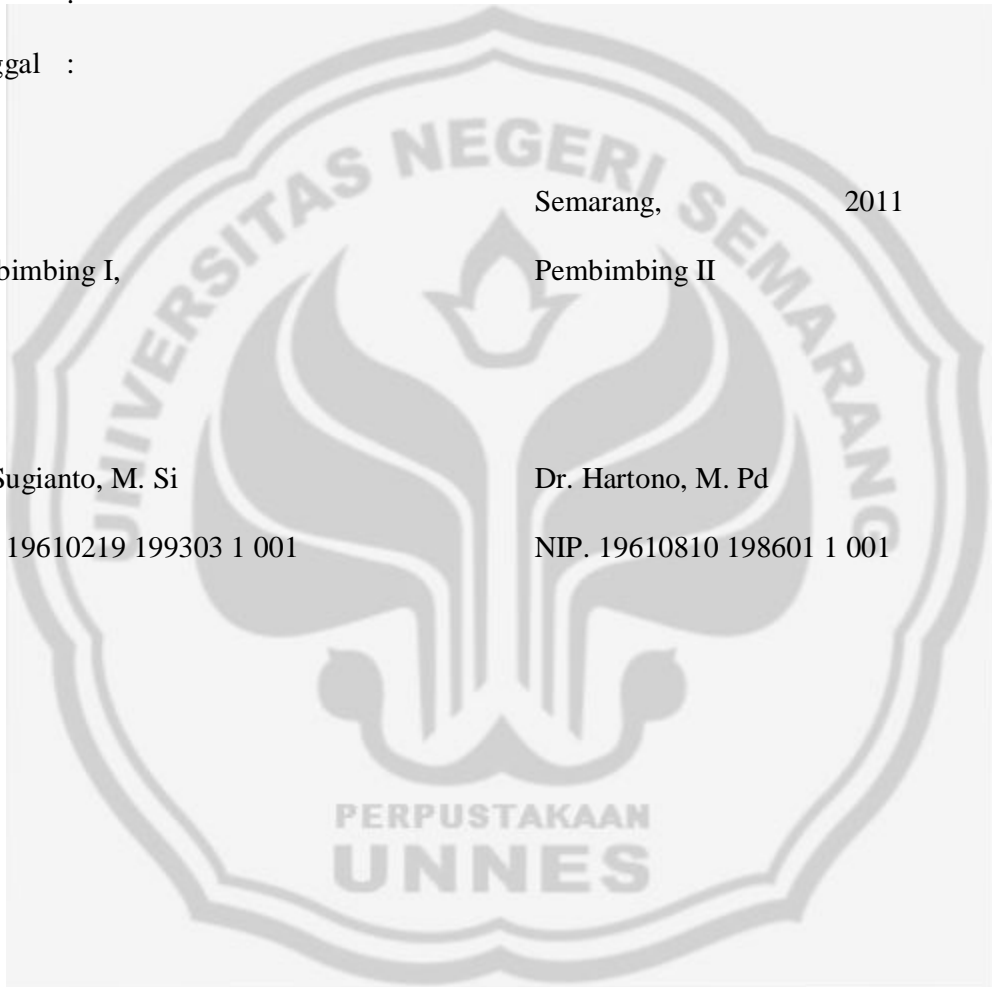 :
ggal :
UNIVERSITAS NEGERI SEMARANG
Semarang, 2011
bimbing I, Pembimbing II
Sugianto, M. Si Dr. Hartono, M. Pd
19610219 199303 1 001 NIP. 19610810 198601 1 001
PERPUSTAKAAN
UNNES